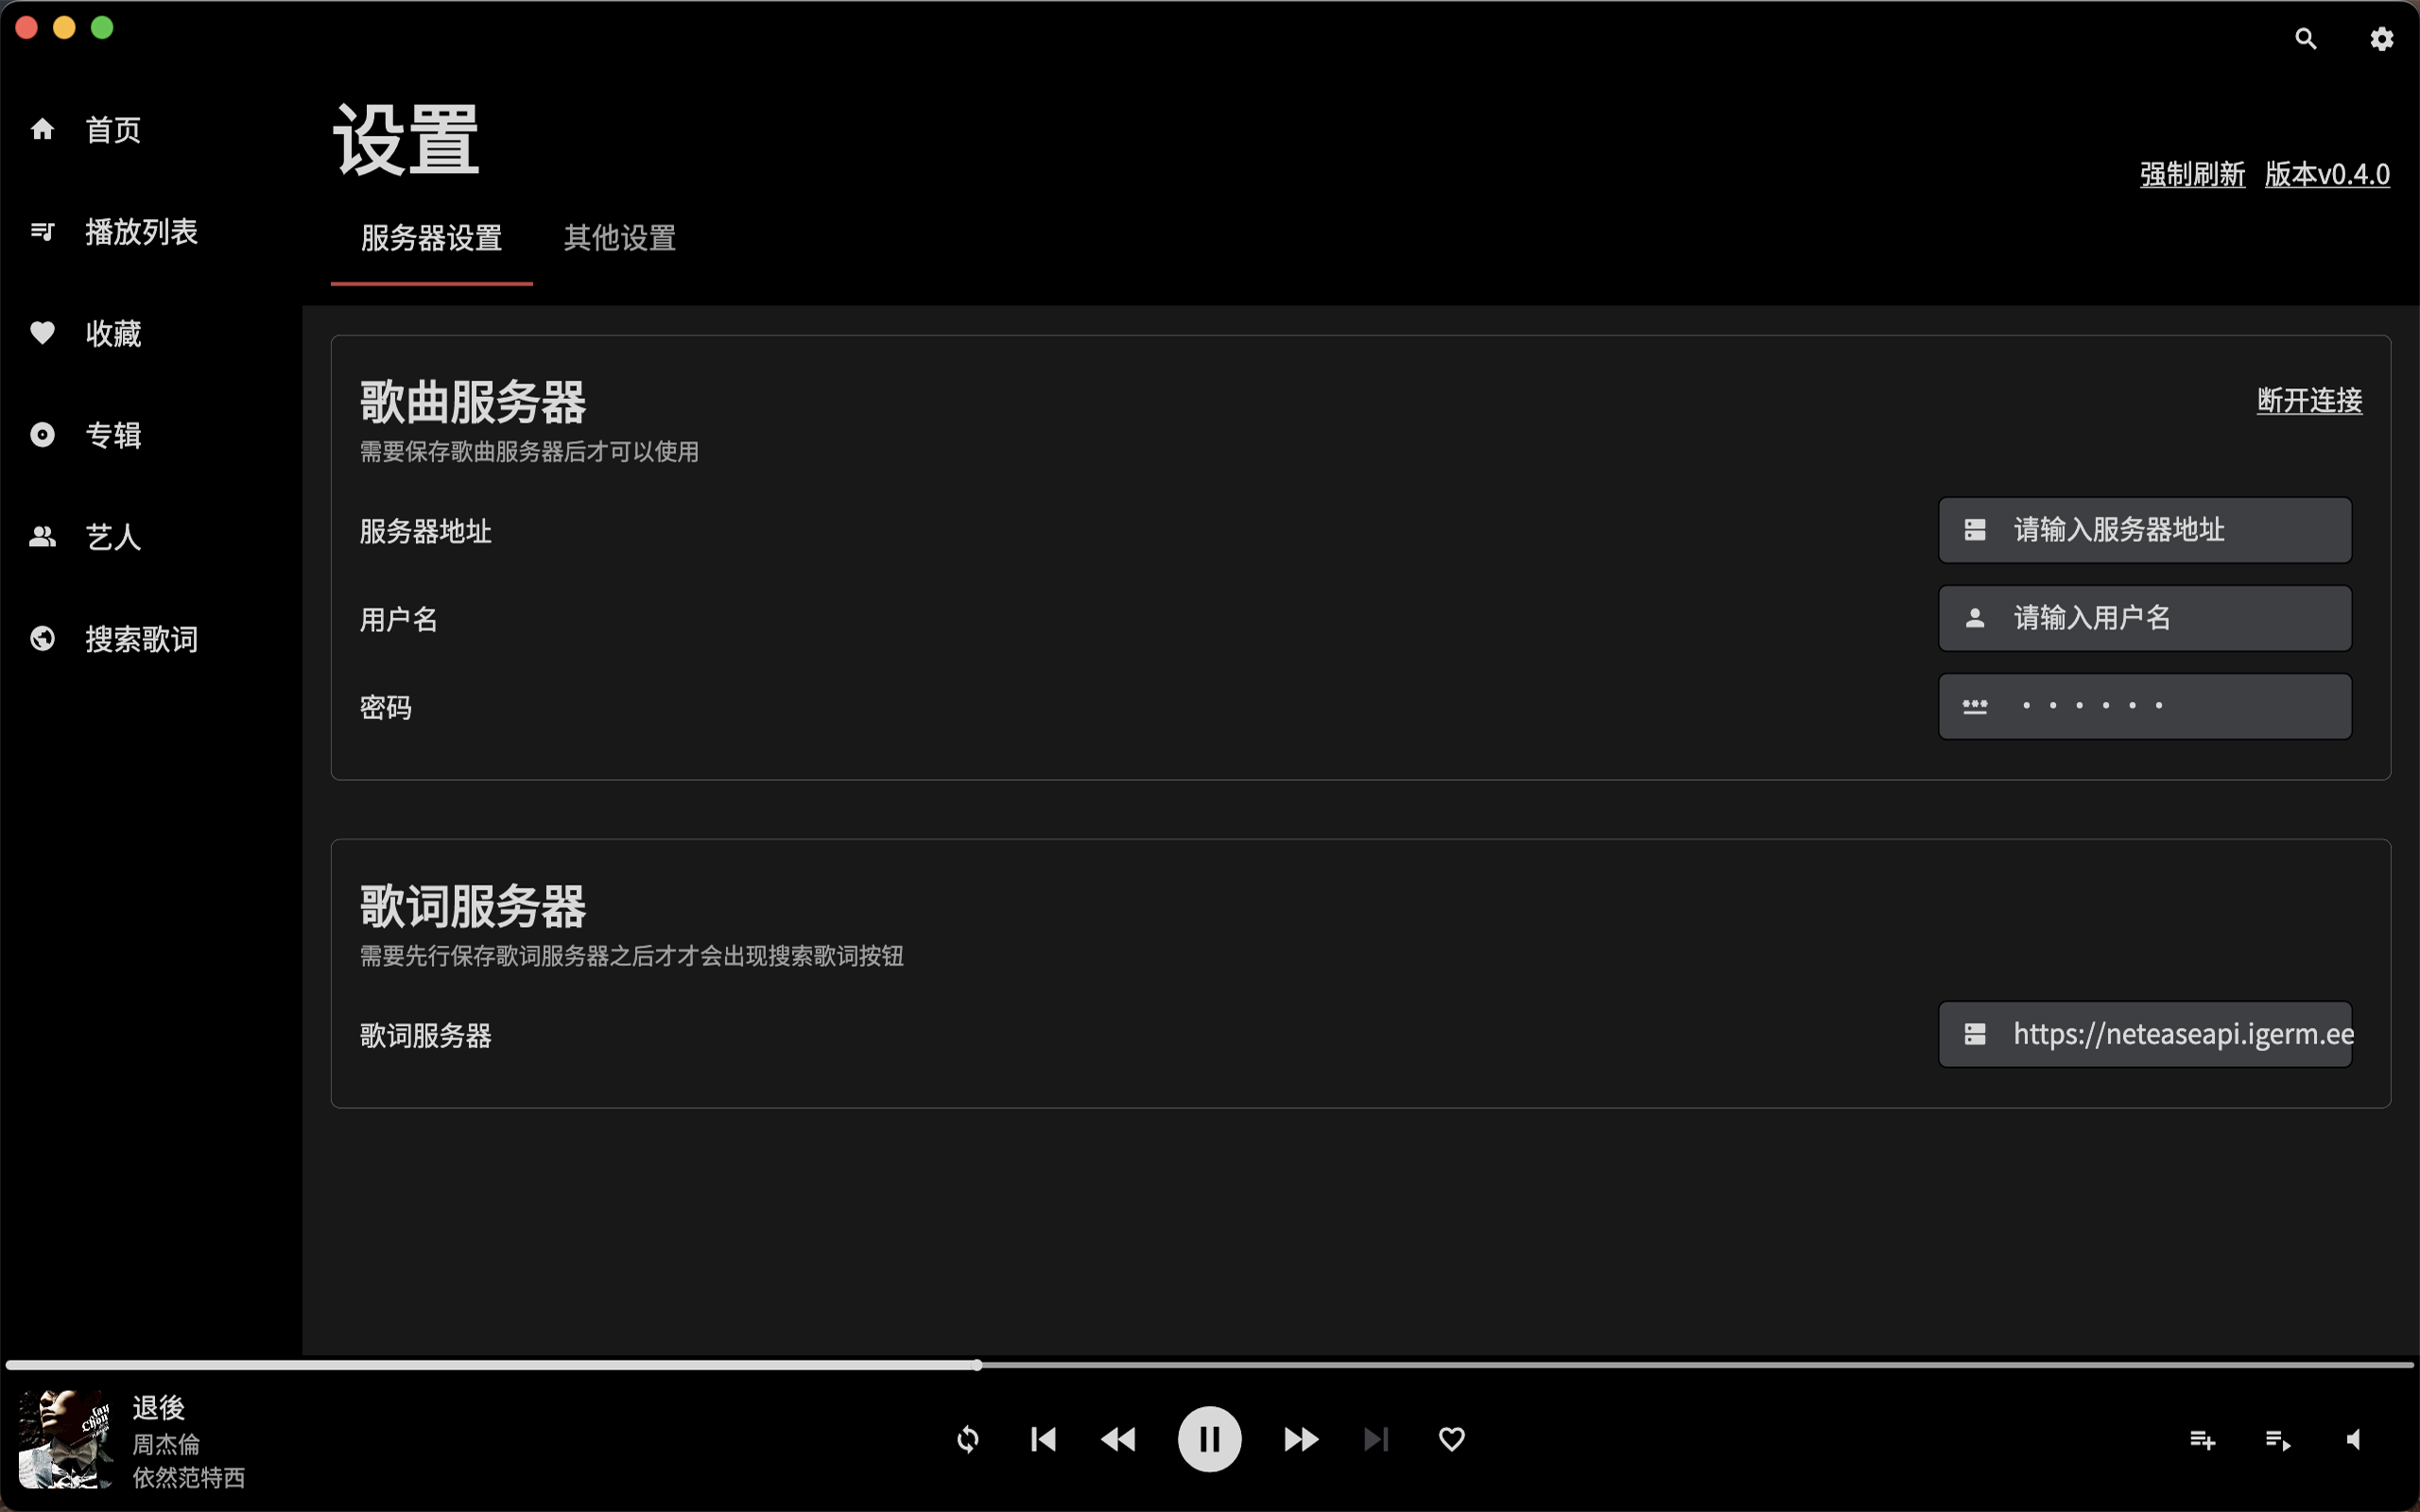 首页
播放列表
收藏
专辑
艺人
搜索歌词
设置
强制刷新 版本v0.4.0
服务器设置 其他设置
歌曲服务器
断开连接
需要保存歌曲服务器后才可以使用
服务器地址
请输入服务器地址
用户名
请输入用户名
密码
歌词服务器
需要先行保存歌词服务器之后才才会出现搜索歌词按钮
歌词服务器
https://neteaseapi.igerm.ee
Jay
Chou
退後
周杰倫
依然范特西